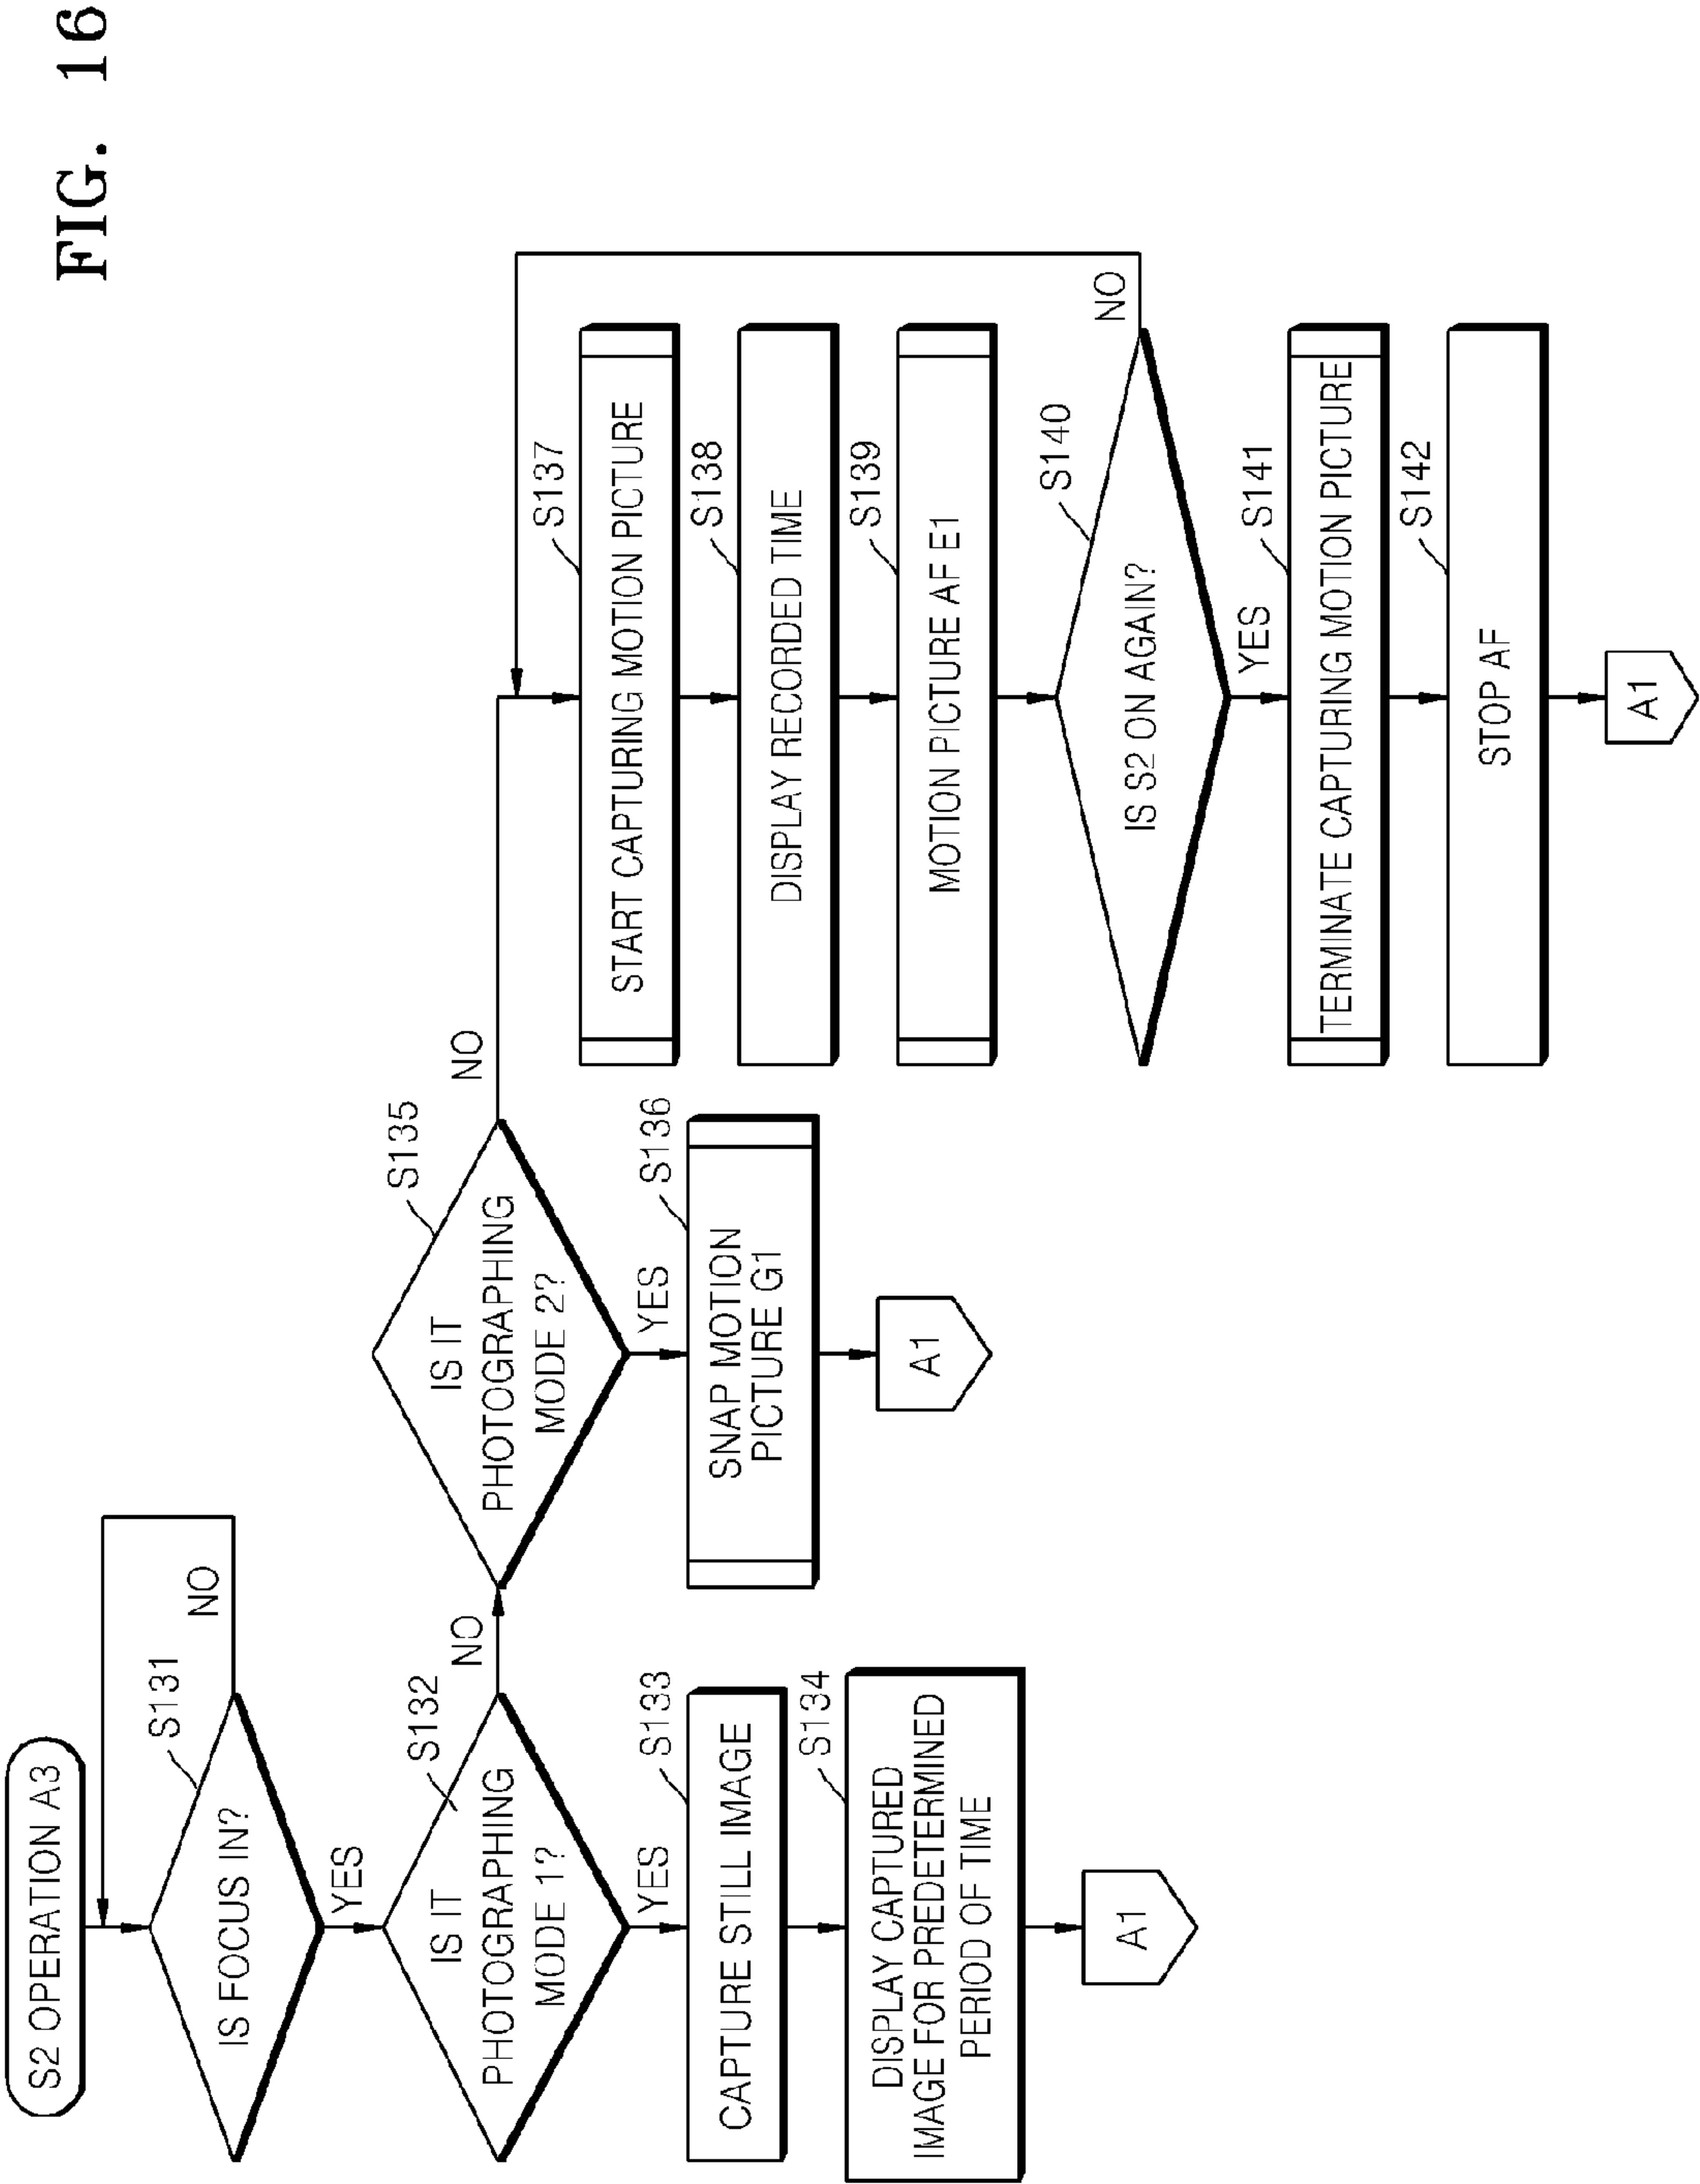 FIG. 16
S2 OPERATION A3
S131
IS FOCUS IN?
NO
YES
S132
IS IT
PHOTOGRAPHING
MODE 1?
NO
YES
S133
CAPTURE STILL IMAGE
S134
DISPLAY CAPTURED
IMAGE FOR PREDETERMINED
PERIOD OF TIME
A1
S135
IS IT
PHOTOGRAPHING
MODE 2?
NO
YES
S136
SNAP MOTION
PICTURE G1
A1
S137
START CAPTURING MOTION PICTURE
S138
DISPLAY RECORDED TIME
S139
MOTION PICTURE AF E1
S140
IS S2 ON AGAIN?
NO
YES
S141
TERMINATE CAPTURING MOTION PICTURE
S142
STOP AF
A1